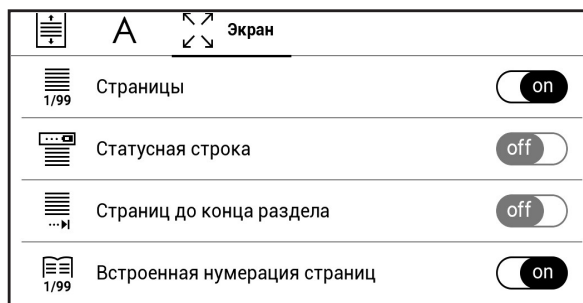 A Экран
1/99 Страницы on
Статусная строка off
Страниц до конца раздела off
1/99 Встроенная нумерация страниц on